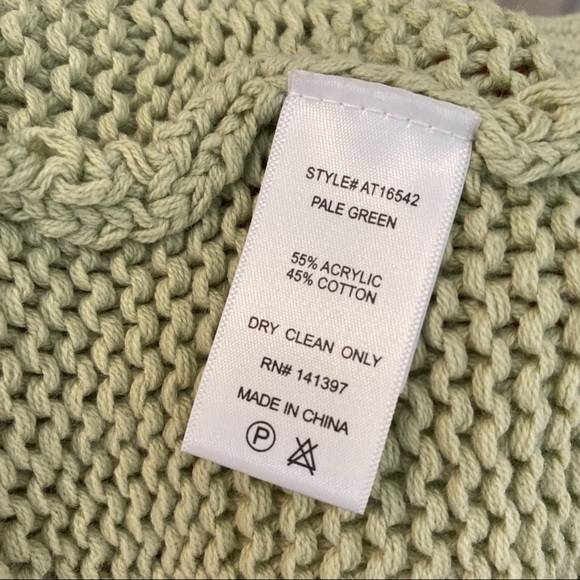 STYLE# AT16542
PALE GREEN
55% ACRYLIC
45% COTTON
DRY CLEAN ONLY
RN# 141397
MADE IN CHINA
P